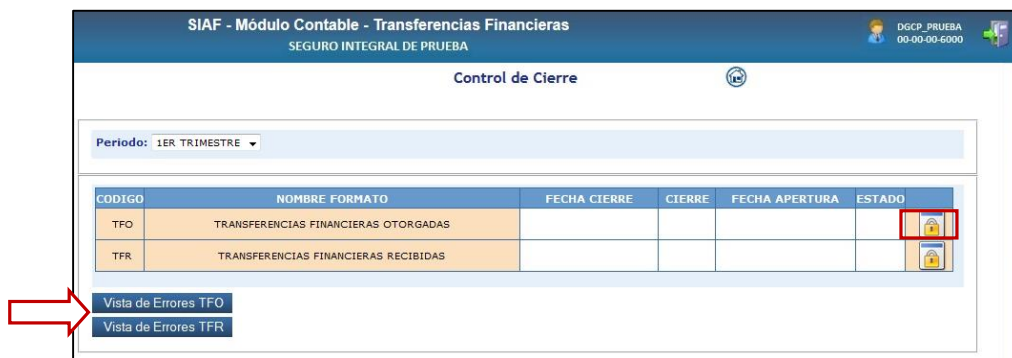 SIAF - Módulo Contable - Transferencias Financieras
SEGURO INTEGRAL DE PRUEBA
DGCP_PRUEBA
00-00-00-6000
Control de Cierre
Periodo: 1ER TRIMESTRE
CODIGO NOMBRE FORMATO FECHA CIERRE CIERRE FECHA APERTURA ESTADO
TFO TRANSFERENCIAS FINANCIERAS OTORGADAS
TFR TRANSFERENCIAS FINANCIERAS RECIBIDAS
Vista de Errores TFO
Vista de Errores TFR